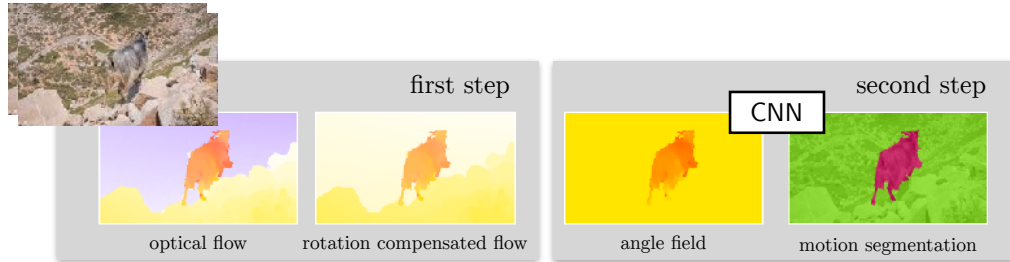 first step
second step
CNN
optical flow
rotation compensated flow
angle field
motion segmentation